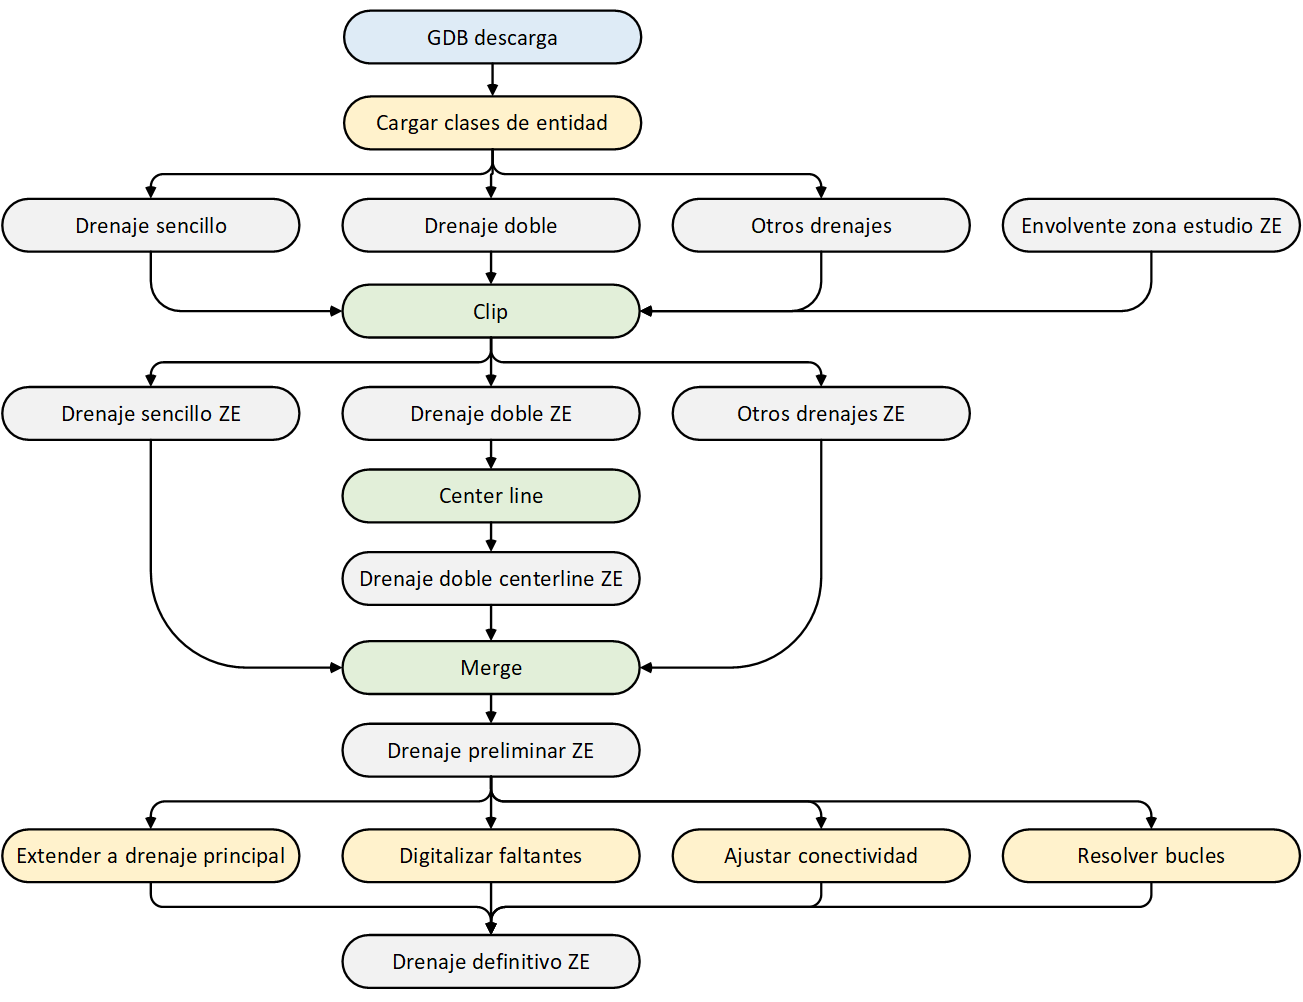 GDB descarga
Cargar clases de entidad
Drenaje sencillo
Drenaje doble
Otros drenajes
Envolvente zona estudio ZE
Clip
Drenaje sencillo ZE
Drenaje doble ZE
Otros drenajes ZE
Center line
Drenaje doble centerline ZE
Merge
Drenaje preliminar ZE
Extender a drenaje principal
Digitalizar faltantes
Ajustar conectividad
Resolver bucles
Drenaje definitivo ZE